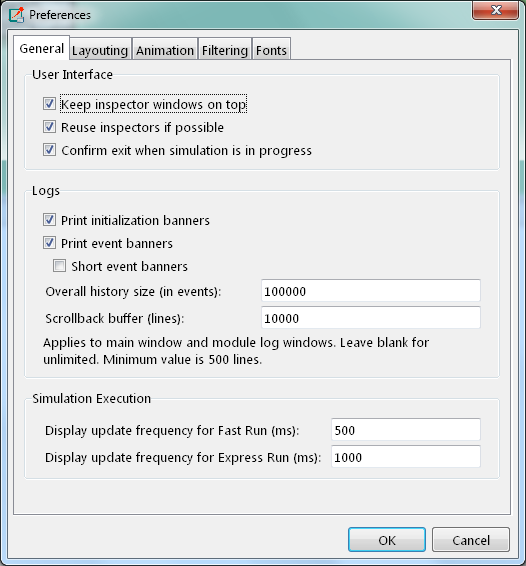 Preferences
General Layouting Animation Filtering Fonts
User Interface
Keep inspector windows on top
Reuse inspectors if possible
Confirm exit when simulation is in progress
Logs
Print initialization banners
Print event banners
Short event banners
Overall history size (in events): 100000
Scrollback buffer (lines): 10000
Applies to main window and module log windows. Leave blank for
unlimited. Minimum value is 500 lines.
Simulation Execution
Display update frequency for Fast Run (ms): 500
Display update frequency for Express Run (ms): 1000
OK Cancel